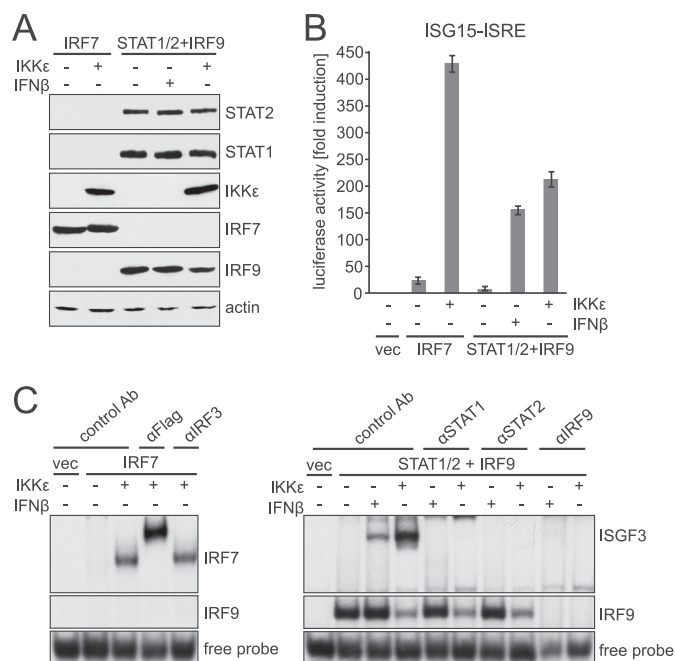 A
IRF7 STAT1/2+IRF9
IKKε - + - - +
IFNβ - - - + -
STAT2
STAT1
IKKε
IRF7
IRF9
actin
B
ISG15-ISRE
luciferase activity [fold induction]
450
400
350
300
250
200
150
100
50
0
- - + - - + IKKε
- - - - + - IFNβ
vec IRF7 STAT1/2+IRF9
C
control Ab αFlag αIRF3
vec IRF7
IKKε - - + + +
IFNβ - - - - -
IRF7
IRF9
free probe
control Ab αSTAT1 αSTAT2 αIRF9
vec STAT1/2 + IRF9
IKKε - - - + - + - + - +
IFNβ - - + - + - + - + -
ISGF3
IRF9
free probe